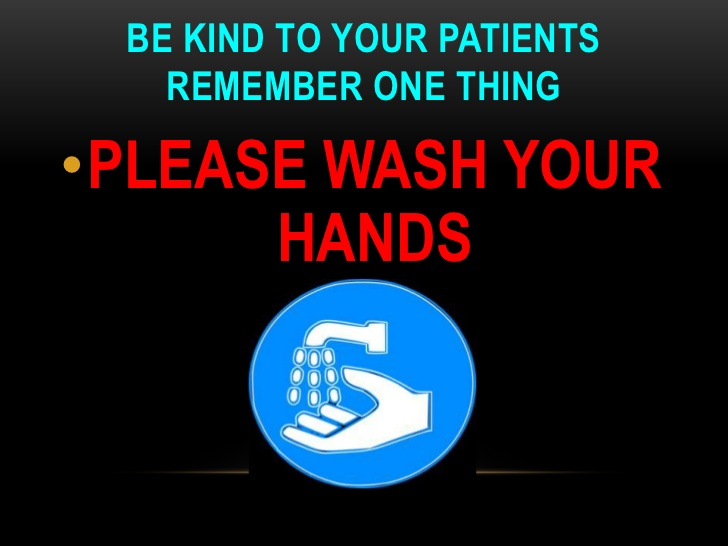 BE KIND TO YOUR PATIENTS
REMEMBER ONE THING
•PLEASE WASH YOUR
HANDS